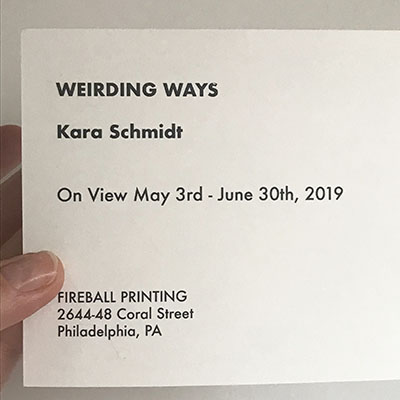 WEIRDING WAYS
Kara Schmidt
On View May 3rd - June 30th, 2019
FIREBALL PRINTING
2644-48 Coral Street
Philadelphia, PA